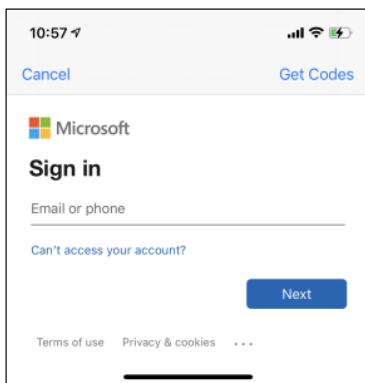 10:57
Cancel Get Codes
Microsoft
Sign in
Email or phone
Can't access your account?
Next
Terms of use Privacy & cookies ...